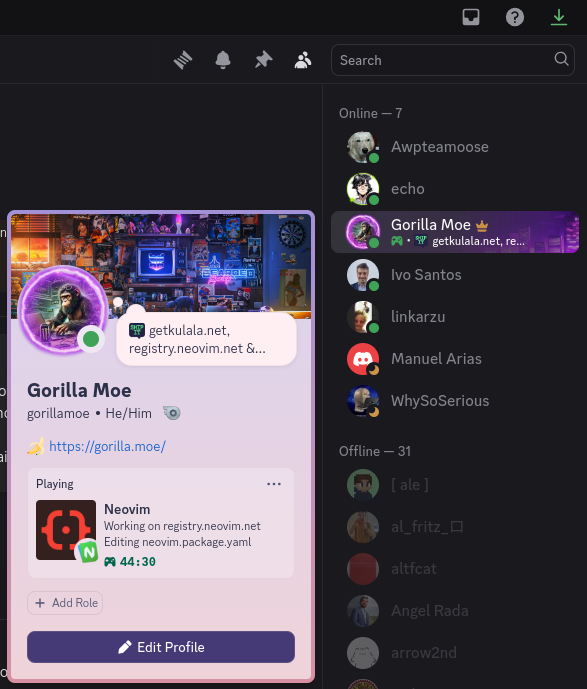 Search
Online — 7
Awpteamoose
echo
Gorilla Moe
getkulala.net, re...
Ivo Santos
linkarzu
Manuel Arias
WhySoSerious
Offline — 31
[ ale ]
al_fritz_口
altfcat
Angel Rada
arrow2nd
getkulala.net,
registry.neovim.net &...
Gorilla Moe
gorillamoe • He/Him
https://gorilla.moe/
Playing
Neovim
Working on registry.neovim.net
Editing neovim.package.yaml
44:30
+ Add Role
Edit Profile